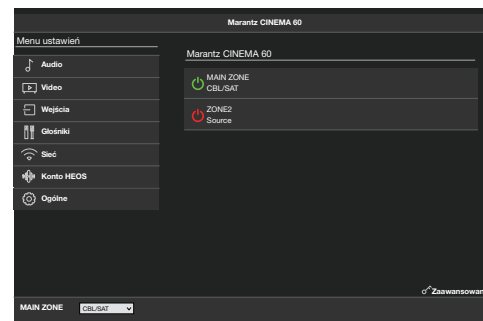 Marantz CINEMA 60
Menu ustawień
Audio
Video
Wejścia
Głośniki
Sieć
Konto HEOS
Ogólne
Marantz CINEMA 60
MAIN ZONE
CBL/SAT
ZONE2
Source
Zaawansowan
MAIN ZONE CBL/SAT